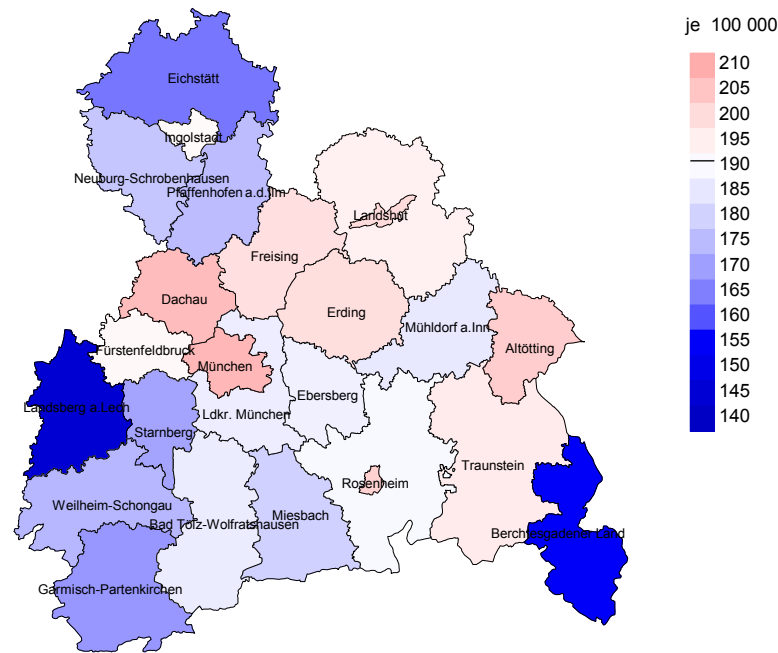 je 100 000
210
205
200
195
190
185
180
175
170
165
160
155
150
145
140
Eichstätt
Ingolstadt
Neuburg-Schrobenhausen
Pfaffenhofen a.d.Ilm
Landshut
Freising
Dachau
Erding
Mühldorf a.Inn
Altötting
Fürstenfeldbruck
München
Ebersberg
Landsberg a.Lech
Ldkr. München
Starnberg
Traunstein
Rosenheim
Weilheim-Schongau
Miesbach
Bad Tölz-Wolfratshausen
Berchtesgadener Land
Garmisch-Partenkirchen